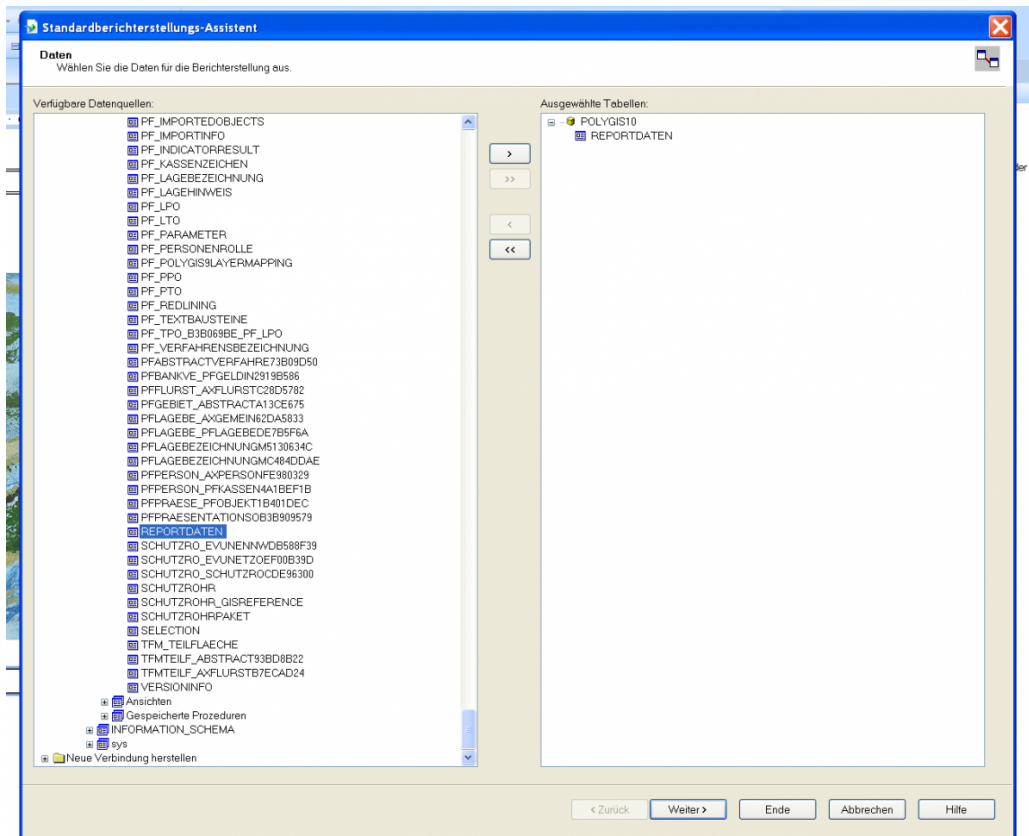 Standardberichterstellungs-Assistent
Daten
Wählen Sie die Daten für die Berichterstellung aus.
Verfügbare Datenquellen:
PF_IMPORTEDOBJECTS
PF_IMPORTINFO
PF_INDICATORRESULT
PF_KASSENZEICHEN
PF_LAGEBEZEICHNUNG
PF_LAGEHINWEIS
PF_LPO
PF_LTO
PF_PARAMETER
PF_PERSONENROLLE
PF_POLYGIS9LAYERMAPPING
PF_PPO
PF_PTO
PF_REDLINING
PF_TEXTBAUSTEINE
PF_TPO_B3B069BE_PF_LPO
PF_VERFAHRENSBEZEICHNUNG
PFABSTRACTVERFAHRE73B09D50
PFBANKVE_PFGELDIN2919B586
PFFLURST_AXFLURSTC28D5782
PFGEBIET_ABSTRACTA13CE675
PFLAGEBE_AXGEMEIN62DA5833
PFLAGEBE_PFLAGEBEDE7B5F6A
PFLAGEBEZEICHNUNGM5130634C
PFLAGEBEZEICHNUNGMC484DDAE
PFPERSON_AXPERSONFE980329
PFPERSON_PFKASSEN4A1BEF1B
PFPRAESE_PFOBJEKT1B401DEC
PFPRAESENTATIONSOB3B909579
REPORTDATEN
SCHUTZRO_EVUNENNWDB588F39
SCHUTZRO_EVUNETZOEF00B39D
SCHUTZRO_SCHUTZROCDE96300
SCHUTZROHR
SCHUTZROHR_GISREFERENCE
SCHUTZROHRPAKET
SELECTION
TFM_TEILFLAECHE
TFMTEILF_ABSTRACT93BD8B22
TFMTEILF_AXFLURSTB7ECAD24
VERSIONINFO
Ansichten
Gespeicherte Prozeduren
INFORMATION_SCHEMA
sys
Neue Verbindung herstellen
>
>>
<
<<
Ausgewählte Tabellen:
POLYGIS10
REPORTDATEN
der
< Zurück
Weiter >
Ende
Abbrechen
Hilfe